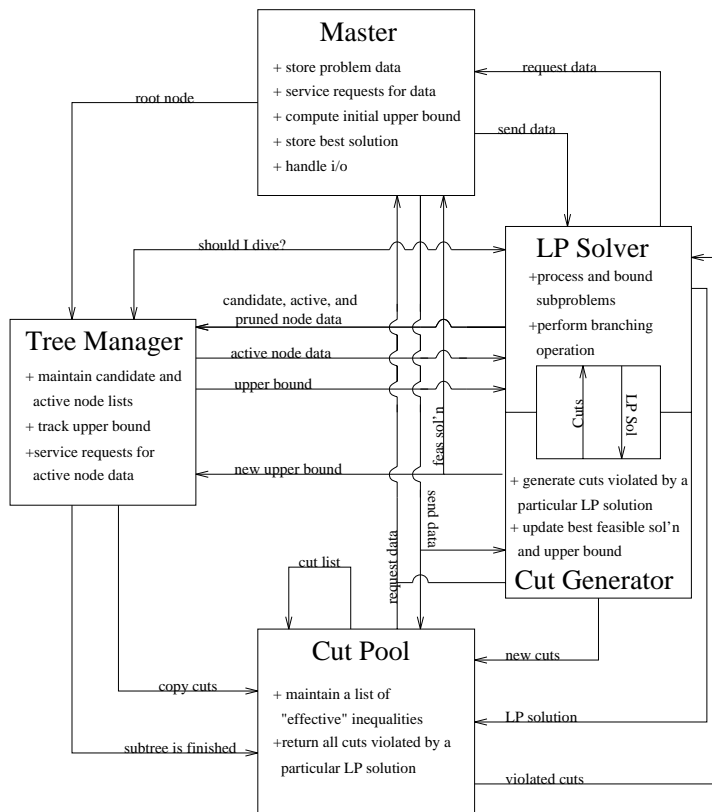 Master
+ store problem data
+ service requests for data
+ compute initial upper bound
+ store best solution
+ handle i/o
request data
root node
send data
should I dive?
LP Solver
+process and bound
subproblems
+perform branching
operation
candidate, active, and
pruned node data
Tree Manager
+ maintain candidate and
active node lists
+ track upper bound
+service requests for
active node data
active node data
upper bound
Cuts
LP Sol
feas sol'n
new upper bound
+ generate cuts violated by a
particular LP solution
+ update best feasible sol'n
and upper bound
Cut Generator
send data
request data
cut list
Cut Pool
+ maintain a list of
"effective" inequalities
+return all cuts violated by a
particular LP solution
new cuts
copy cuts
LP solution
subtree is finished
violated cuts